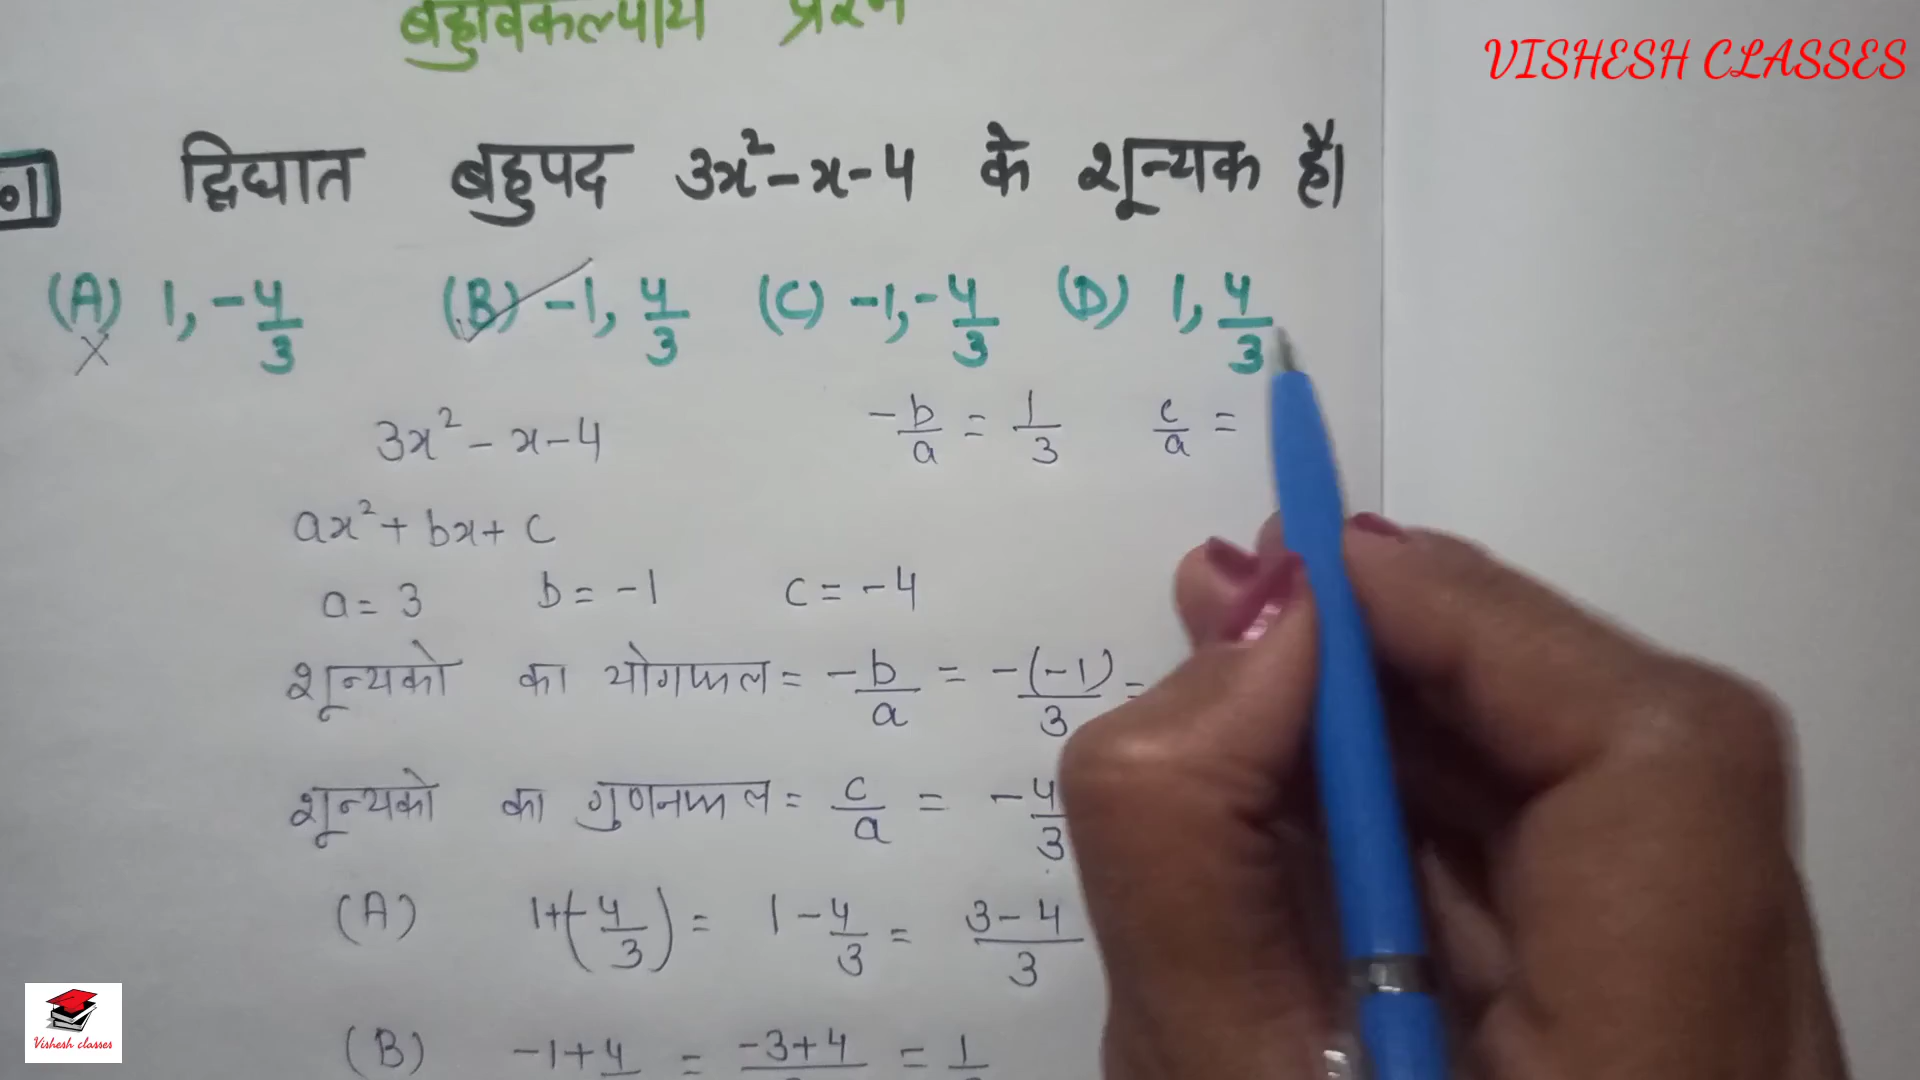 बहुविकल्पीय प्रश्न
VISHESH CLASSES
द्विघात बहुपद 3x²-x-4 के शून्यक है।
(A) 1, -4/3 (B) -1, 4/3 (C) -1, -4/3 (D) 1, 4/3
X
3x² - x - 4
-b/a = 1/3 c/a =
ax² + bx + c
a = 3 b = -1 c = -4
शून्यको का योगफल = -b/a = -(-1)/3 =
शून्यको का गुणनफल = c/a = -4/3
(A) 1+(-4/3) = 1 - 4/3 = 3-4/3
(B) -1+4 = -3+4 = 1
Vishesh classes